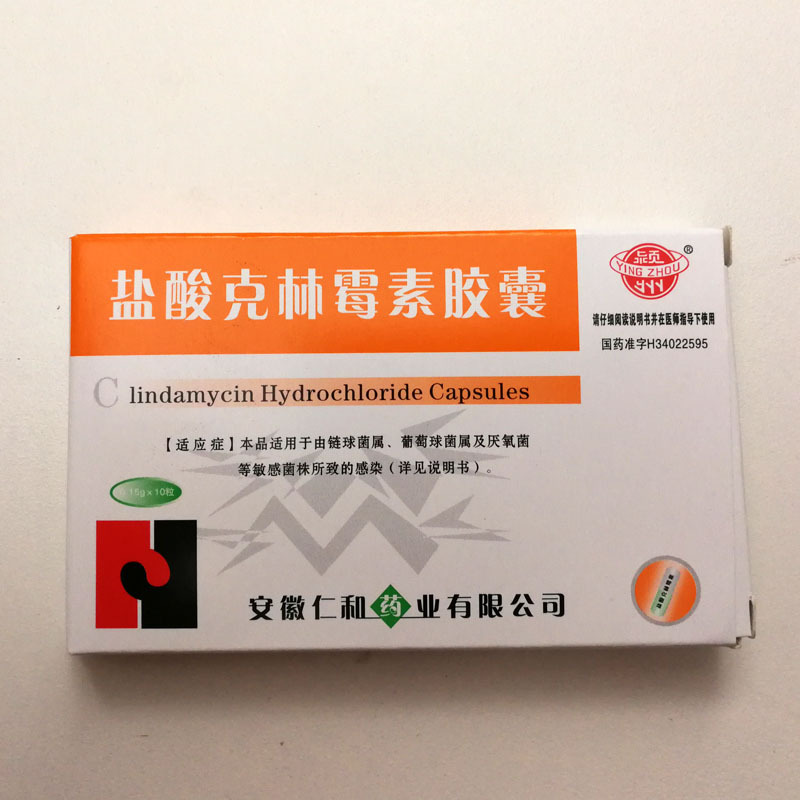 盐酸克林霉素胶囊
颍
YING ZHOU
®
请仔细阅读说明书并在医师指导下使用
国药准字H34022595
Clindamycin Hydrochloride Capsules
【适应症】本品适用于由链球菌属、葡萄球菌属及厌氧菌
等敏感菌株所致的感染（详见说明书）。
0.15g×10粒
安徽仁和药业有限公司